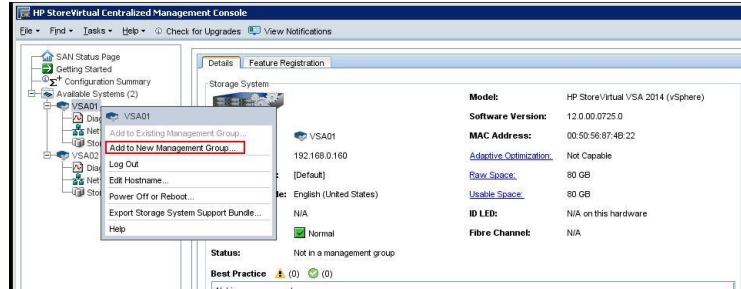 HP StoreVirtual Centralized Management Console
File Find Tasks Help Check for Upgrades View Notifications
SAN Status Page
Getting Started
Configuration Summary
Available Systems (2)
VSA01
Diag
Net
Stor
VSA02
Diag
Net
Stor
VSA01
Add to Existing Management Group...
Add to New Management Group...
Log Out
Edit Hostname...
Power Off or Reboot...
Export Storage System Support Bundle...
Help
Details Feature Registration
Storage System
Model: HP StoreVirtual VSA 2014 (vSphere)
Software Version: 12.0.00.0725.0
VSA01 MAC Address: 00:50:56:87:4B:22
192.168.0.160 Adaptive Optimization: Not Capable
[Default] Raw Space: 80 GB
English (United States) Usable Space: 80 GB
N/A ID LED: N/A on this hardware
Normal Fibre Channel: N/A
Status: Not in a management group
Best Practice (0) (0)